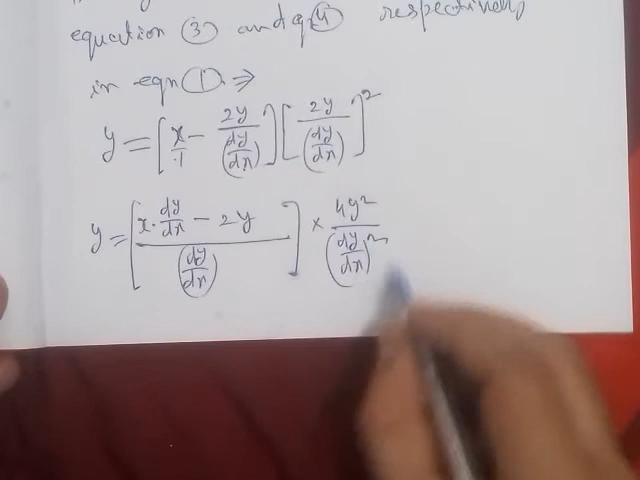 equation ③ and eqn ④ respectively
in eqn ① ⇒
y = [x/1 - 2y/(dy/dx)] [2y/(dy/dx)]²
y = [(x · dy/dx - 2y)/(dy/dx)] × 4y²/(dy/dx)²